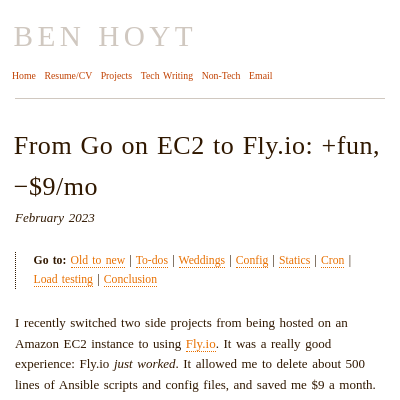 BEN HOYT
Home Resume/CV Projects Tech Writing Non-Tech Email
From Go on EC2 to Fly.io: +fun,
−$9/mo
February 2023
Go to: Old to new | To-dos | Weddings | Config | Statics | Cron |
Load testing | Conclusion
I recently switched two side projects from being hosted on an
Amazon EC2 instance to using Fly.io. It was a really good
experience: Fly.io just worked. It allowed me to delete about 500
lines of Ansible scripts and config files, and saved me $9 a month.